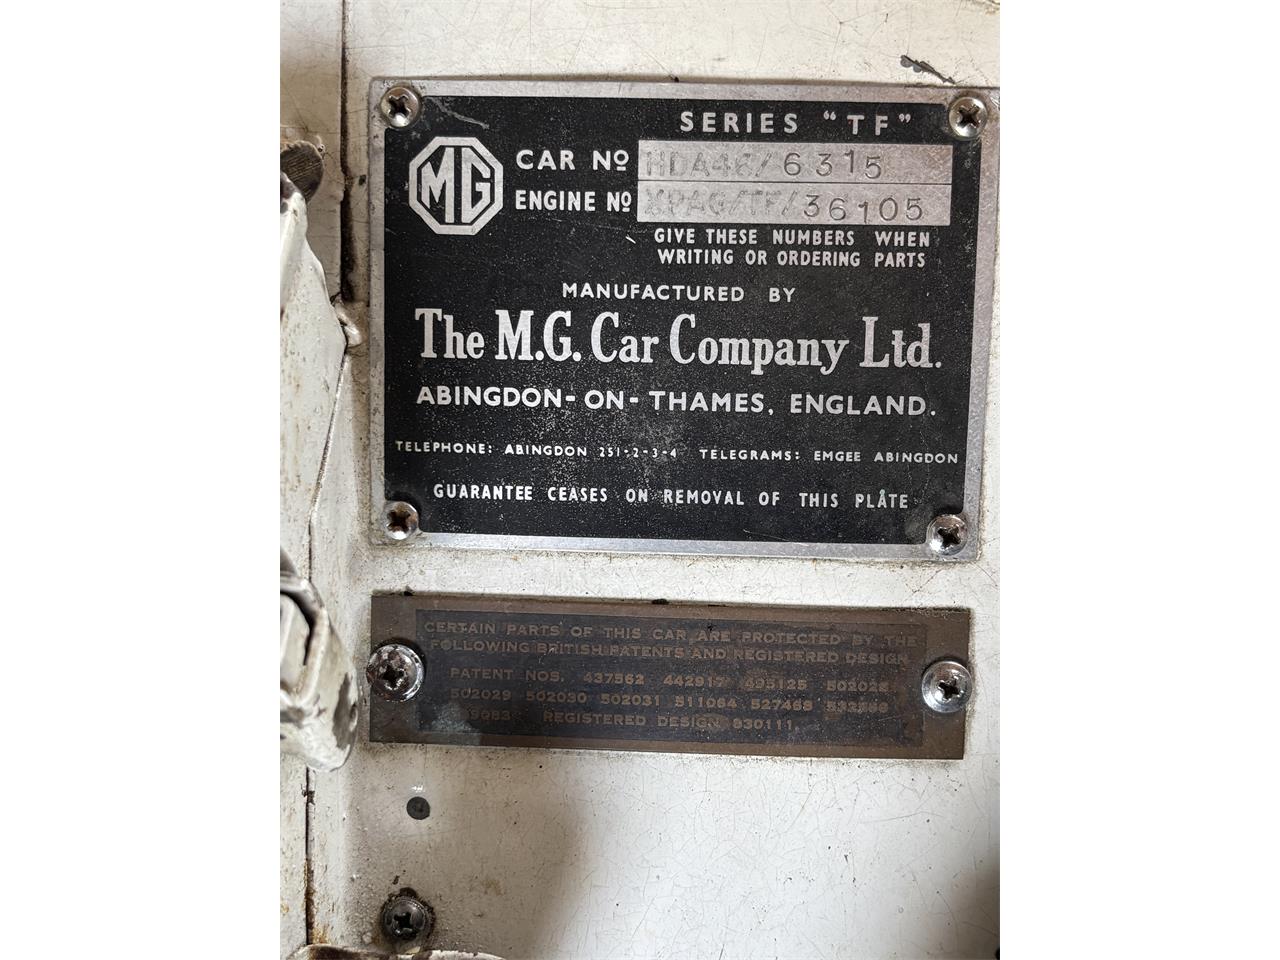 SERIES "TF"
MG
CAR NO HDA46/6315
ENGINE NO XPAG/TF/36105
GIVE THESE NUMBERS WHEN
WRITING OR ORDERING PARTS
MANUFACTURED BY
The M.G. Car Company Ltd.
ABINGDON-ON-THAMES, ENGLAND.
TELEPHONE: ABINGDON 251-2-3-4 TELEGRAMS: EMGEE ABINGDON
GUARANTEE CEASES ON REMOVAL OF THIS PLATE
CERTAIN PARTS OF THIS CAR ARE PROTECTED BY THE
FOLLOWING BRITISH PATENTS AND REGISTERED DESIGN
PATENT NOS. 437562 442917 495125
502029 502030 502031 511064 527468
REGISTERED DESIGN 830111.